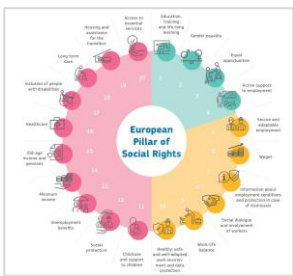 European
Pillar of
Social Rights
Education,
training
and life-long
learning
Gender equality
Equal
opportunities
Active support
to employment
Secure and
adaptable
employment
Wages
Information about
employment conditions
and protection in case
of dismissals
Social dialogue
and involvement
of workers
Work-life
balance
Healthy, safe
and well-adapted
work environ-
ment and data
protection
Childcare
and support
to children
Social
protection
Unemployment
benefits
Minimum
income
Old-age
income and
pensions
Healthcare
Inclusion of people
with disabilities
Long-term
care
Housing and
assistance
for the
homeless
Access to
essential
services